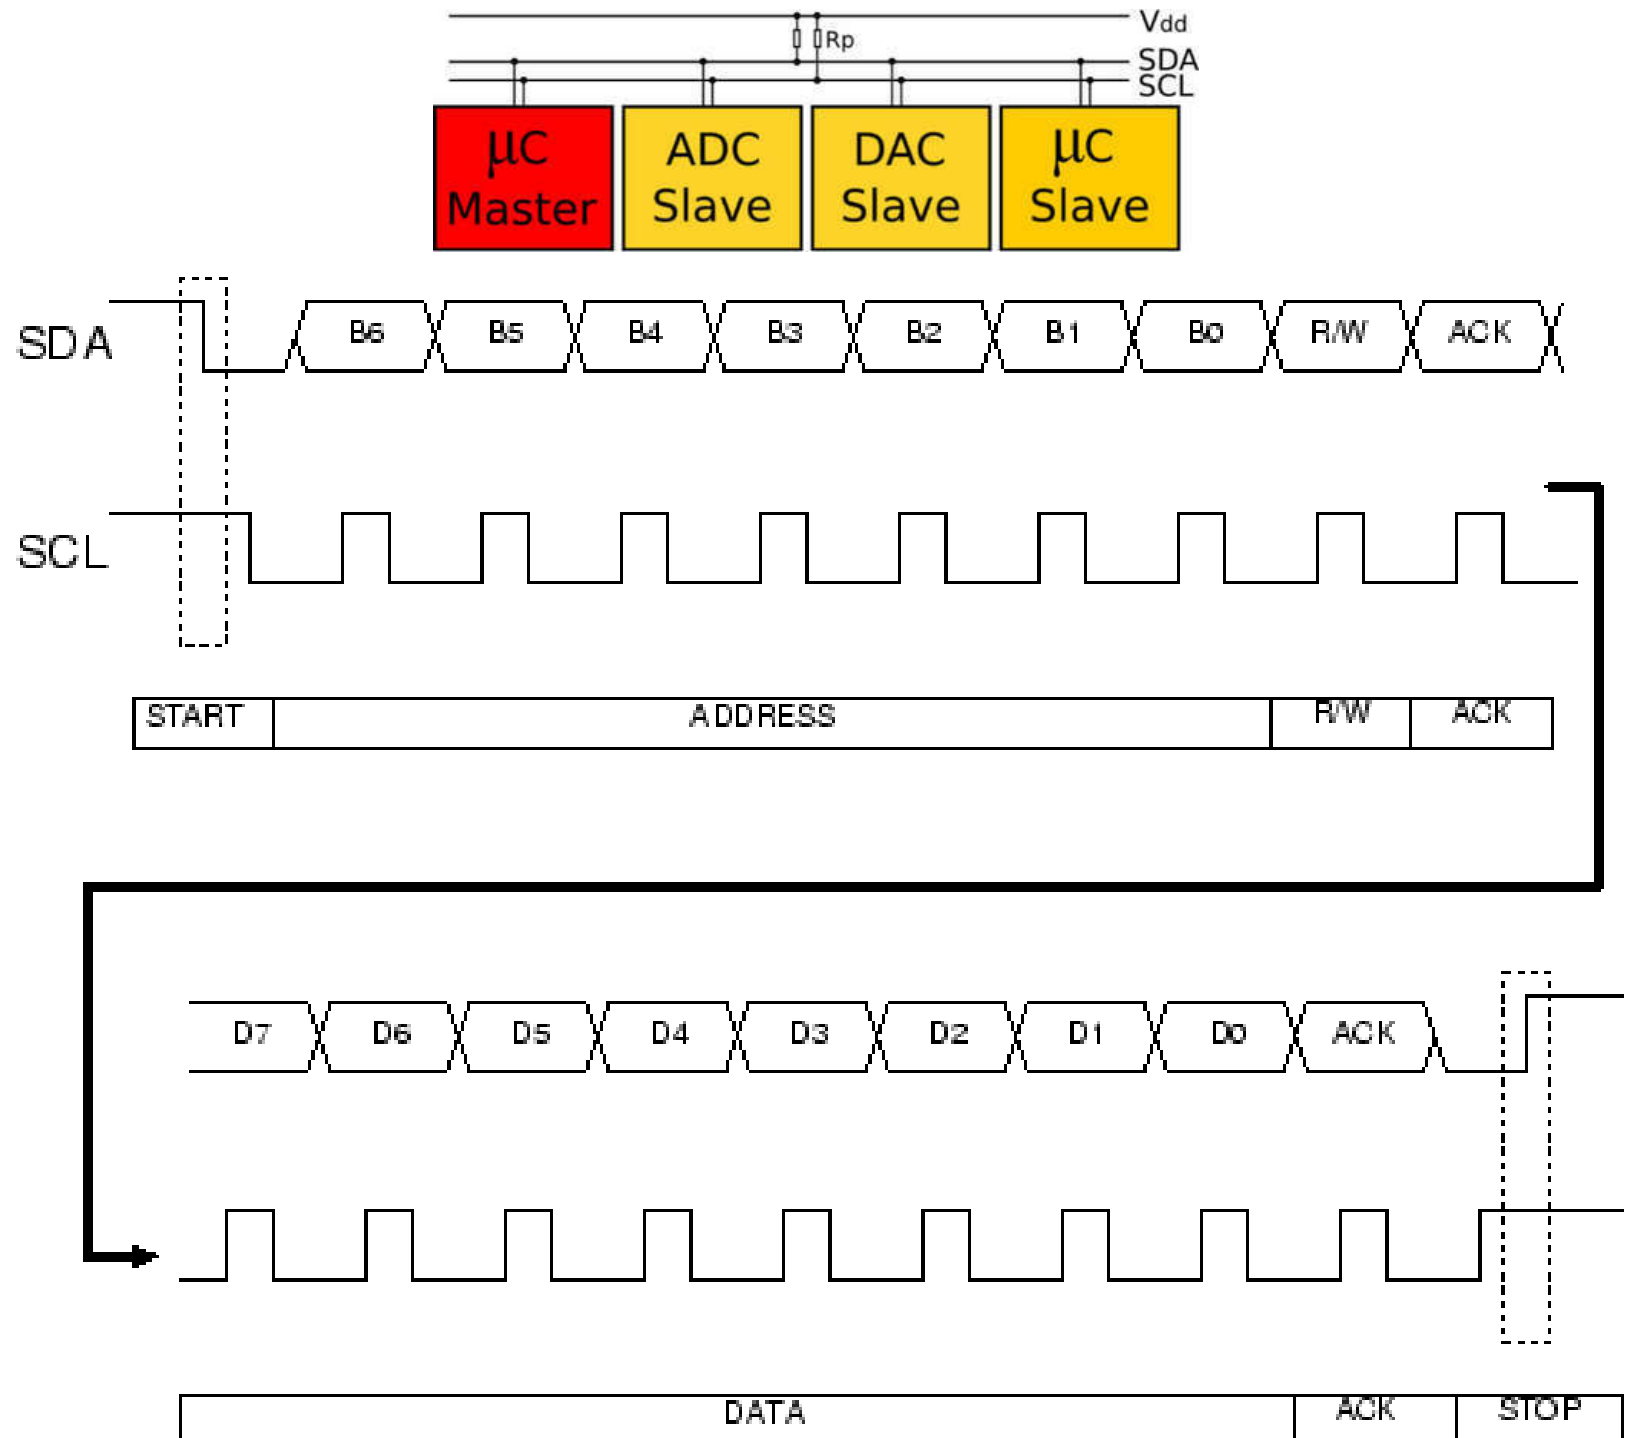 Vdd
Rp
SDA
SCL
µC Master
ADC Slave
DAC Slave
µC Slave
SDA
B6 B5 B4 B3 B2 B1 B0 R/W ACK
SCL
START ADDRESS R/W ACK
D7 D6 D5 D4 D3 D2 D1 D0 ACK
DATA ACK STOP